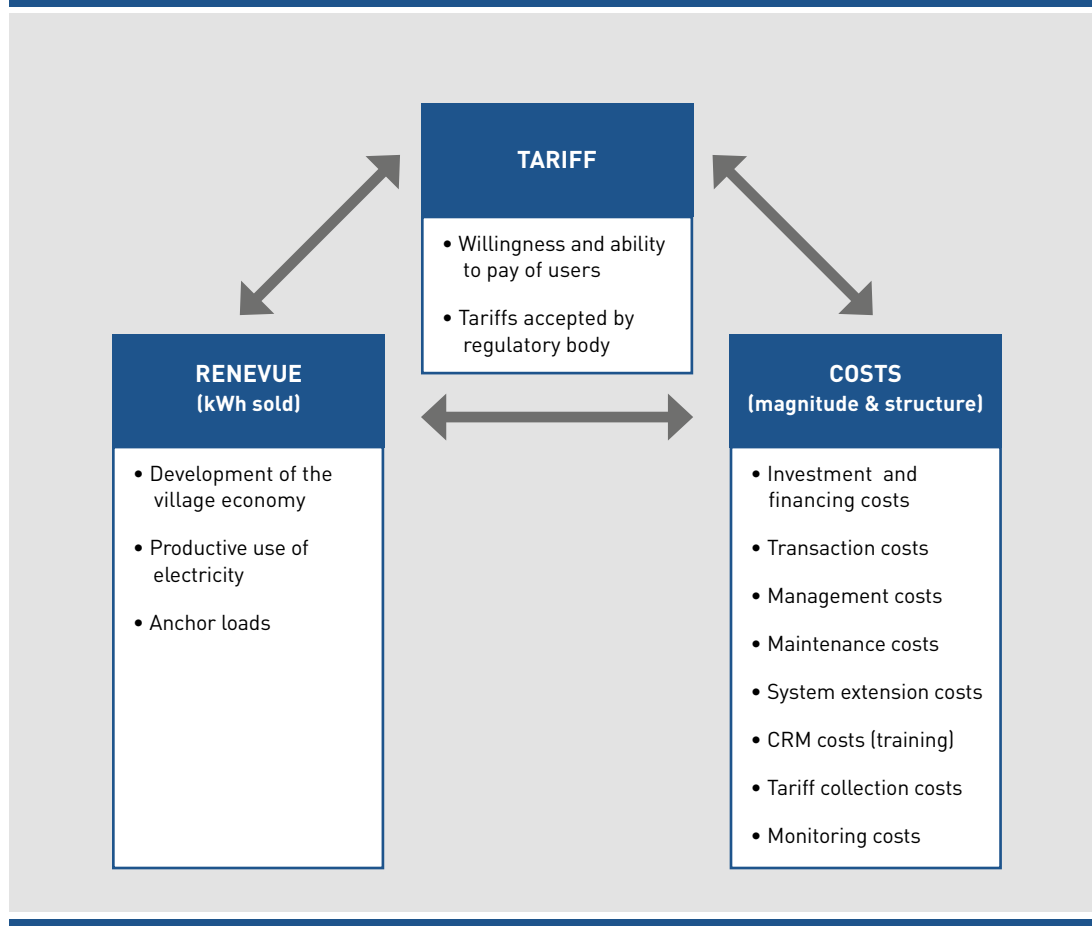 TARIFF
• Willingness and ability
to pay of users
• Tariffs accepted by
regulatory body
RENEVUE
(kWh sold)
• Development of the
village economy
• Productive use of
electricity
• Anchor loads
COSTS
(magnitude & structure)
• Investment and
financing costs
• Transaction costs
• Management costs
• Maintenance costs
• System extension costs
• CRM costs (training)
• Tariff collection costs
• Monitoring costs